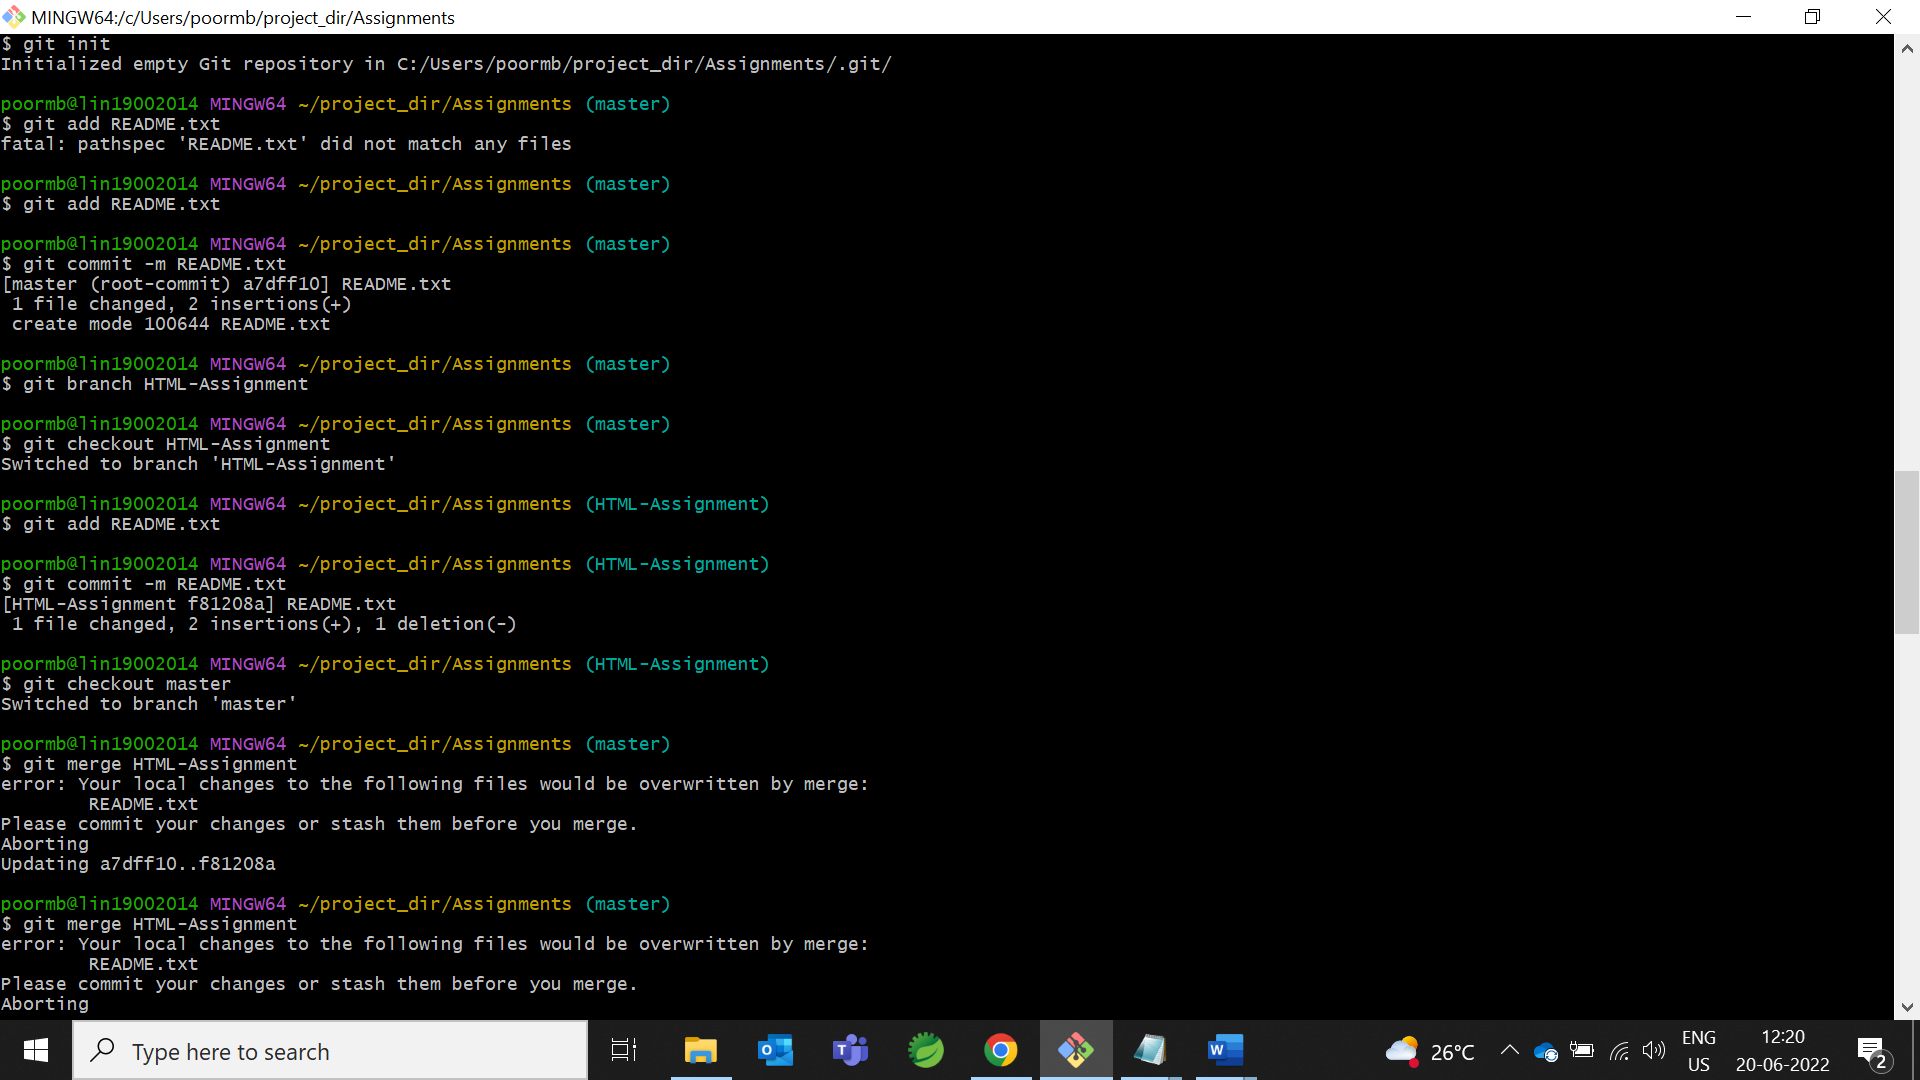 MINGW64:/c/Users/poormb/project_dir/Assignments
$ git init
Initialized empty Git repository in C:/Users/poormb/project_dir/Assignments/.git/
poormb@lin19002014 MINGW64 ~/project_dir/Assignments (master)
$ git add README.txt
fatal: pathspec 'README.txt' did not match any files
poormb@lin19002014 MINGW64 ~/project_dir/Assignments (master)
$ git add README.txt
poormb@lin19002014 MINGW64 ~/project_dir/Assignments (master)
$ git commit -m README.txt
[master (root-commit) a7dff10] README.txt
 1 file changed, 2 insertions(+)
 create mode 100644 README.txt
poormb@lin19002014 MINGW64 ~/project_dir/Assignments (master)
$ git branch HTML-Assignment
poormb@lin19002014 MINGW64 ~/project_dir/Assignments (master)
$ git checkout HTML-Assignment
Switched to branch 'HTML-Assignment'
poormb@lin19002014 MINGW64 ~/project_dir/Assignments (HTML-Assignment)
$ git add README.txt
poormb@lin19002014 MINGW64 ~/project_dir/Assignments (HTML-Assignment)
$ git commit -m README.txt
[HTML-Assignment f81208a] README.txt
 1 file changed, 2 insertions(+), 1 deletion(-)
poormb@lin19002014 MINGW64 ~/project_dir/Assignments (HTML-Assignment)
$ git checkout master
Switched to branch 'master'
poormb@lin19002014 MINGW64 ~/project_dir/Assignments (master)
$ git merge HTML-Assignment
error: Your local changes to the following files would be overwritten by merge:
        README.txt
Please commit your changes or stash them before you merge.
Aborting
Updating a7dff10..f81208a
poormb@lin19002014 MINGW64 ~/project_dir/Assignments (master)
$ git merge HTML-Assignment
error: Your local changes to the following files would be overwritten by merge:
        README.txt
Please commit your changes or stash them before you merge.
Aborting
Type here to search
26°C
ENG
US
12:20
20-06-2022
2